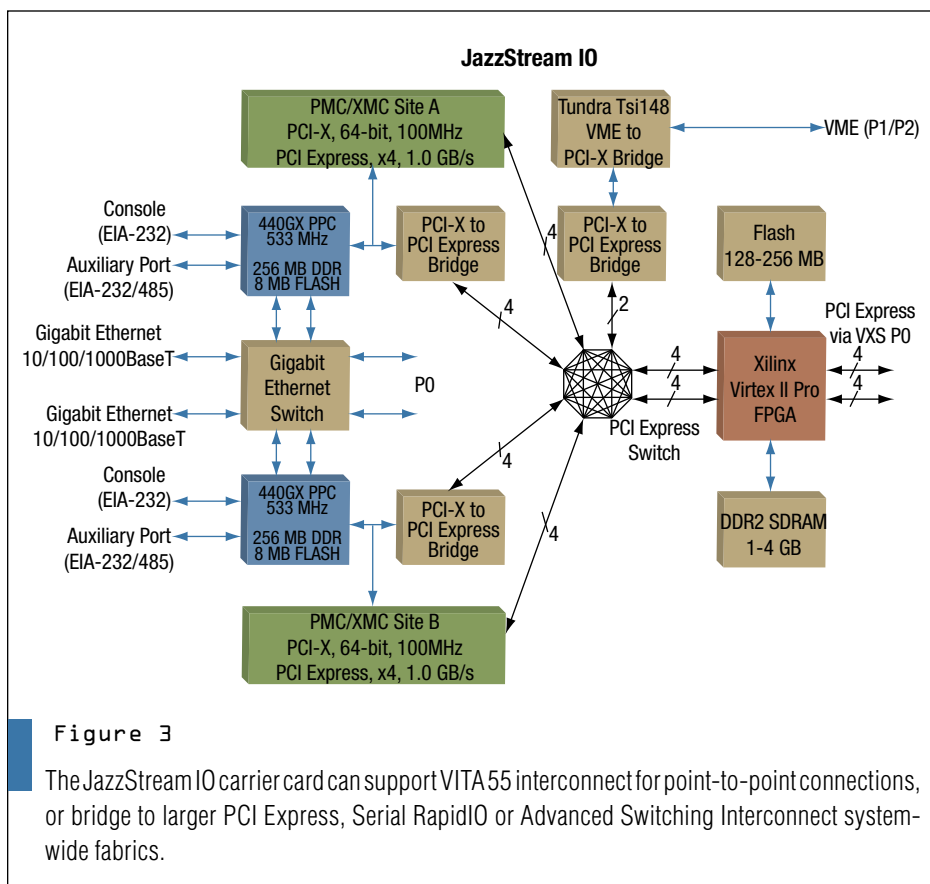 JazzStream IO
PMC/XMC Site A
PCI-X, 64-bit, 100MHz
PCI Express, x4, 1.0 GB/s
Tundra Tsi148
VME to
PCI-X Bridge
VME (P1/P2)
Console
(EIA-232)
Auxiliary Port
(EIA-232/485)
440GX PPC
533 MHz
256 MB DDR
8 MB FLASH
PCI-X to
PCI Express
Bridge
4
4
PCI-X to
PCI Express
Bridge
2
Flash
128-256 MB
Gigabit Ethernet
10/100/1000BaseT
Gigabit Ethernet
10/100/1000BaseT
Gigabit
Ethernet
Switch
P0
PCI Express
Switch
4
4
Xilinx
Virtex II Pro
FPGA
PCI Express
via VXS P0
4
4
Console
(EIA-232)
Auxiliary Port
(EIA-232/485)
440GX PPC
533 MHz
256 MB DDR
8 MB FLASH
PCI-X to
PCI Express
Bridge
4
4
DDR2 SDRAM
1-4 GB
PMC/XMC Site B
PCI-X, 64-bit, 100MHz
PCI Express, x4, 1.0 GB/s
Figure 3
The JazzStream IO carrier card can support VITA 55 interconnect for point-to-point connections,
or bridge to larger PCI Express, Serial RapidIO or Advanced Switching Interconnect system-
wide fabrics.